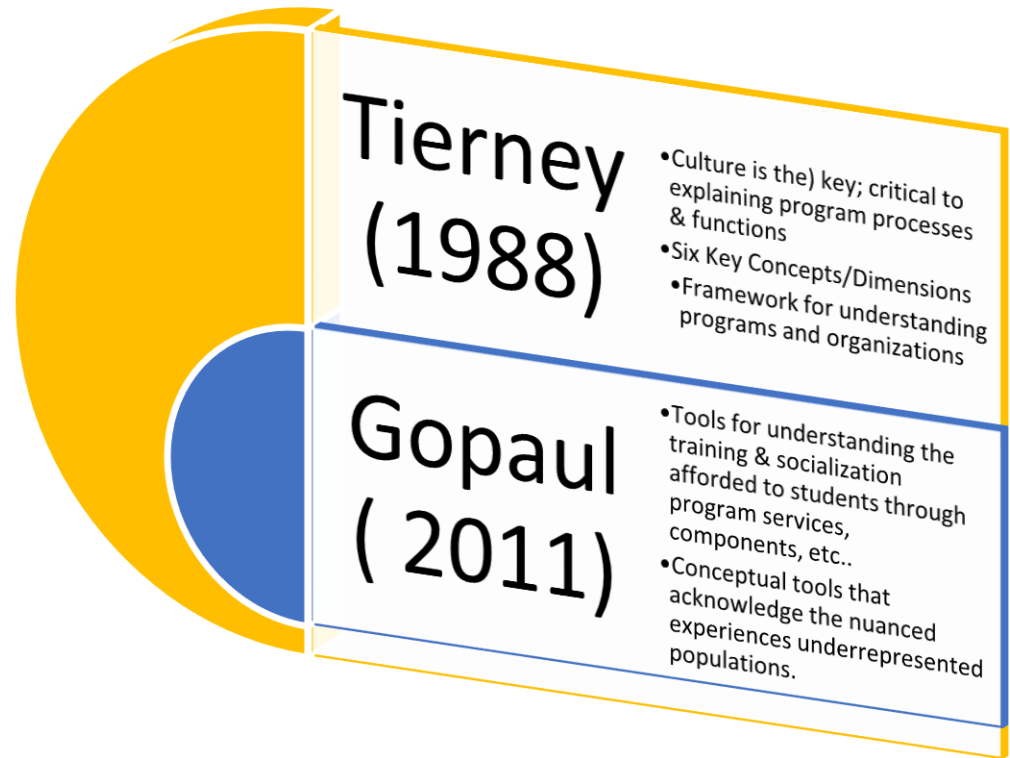 Tierney
(1988)
•Culture is the) key; critical to
explaining program processes
& functions
•Six Key Concepts/Dimensions
•Framework for understanding
programs and organizations
Gopaul
( 2011)
•Tools for understanding the
training & socialization
afforded to students through
program services,
components, etc..
•Conceptual tools that
acknowledge the nuanced
experiences underrepresented
populations.